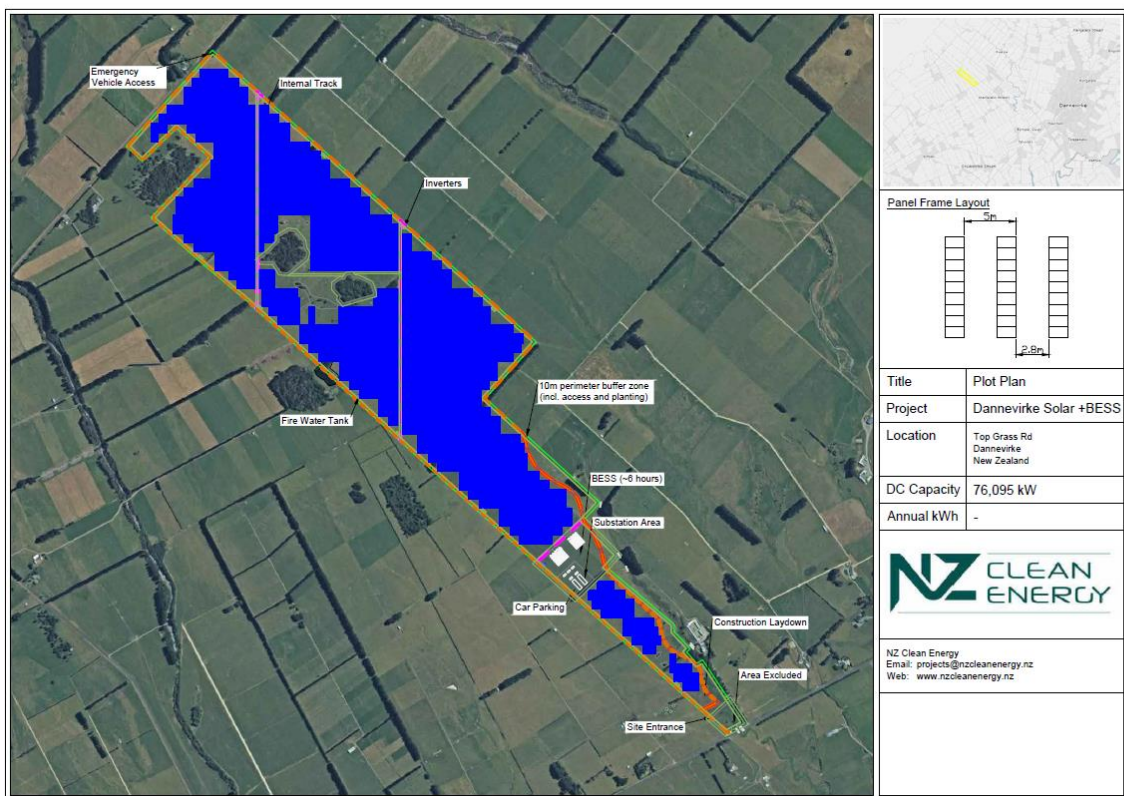 Emergency
Vehicle Access
Internal Track
Inverters
10m perimeter buffer zone
(incl. access and planting)
Fire Water Tank
BESS (~6 hours)
Substation Area
Car Parking
Construction Laydown
Area Excluded
Site Entrance
Dannevirke
Panel Frame Layout
5m
2.8m
Title Plot Plan
Project Dannevirke Solar +BESS
Location Top Grass Rd
Dannevirke
New Zealand
DC Capacity 76,095 kW
Annual kWh -
NZ CLEAN
ENERGY
NZ Clean Energy
Email: projects@nzcleanenergy.nz
Web: www.nzcleanenergy.nz